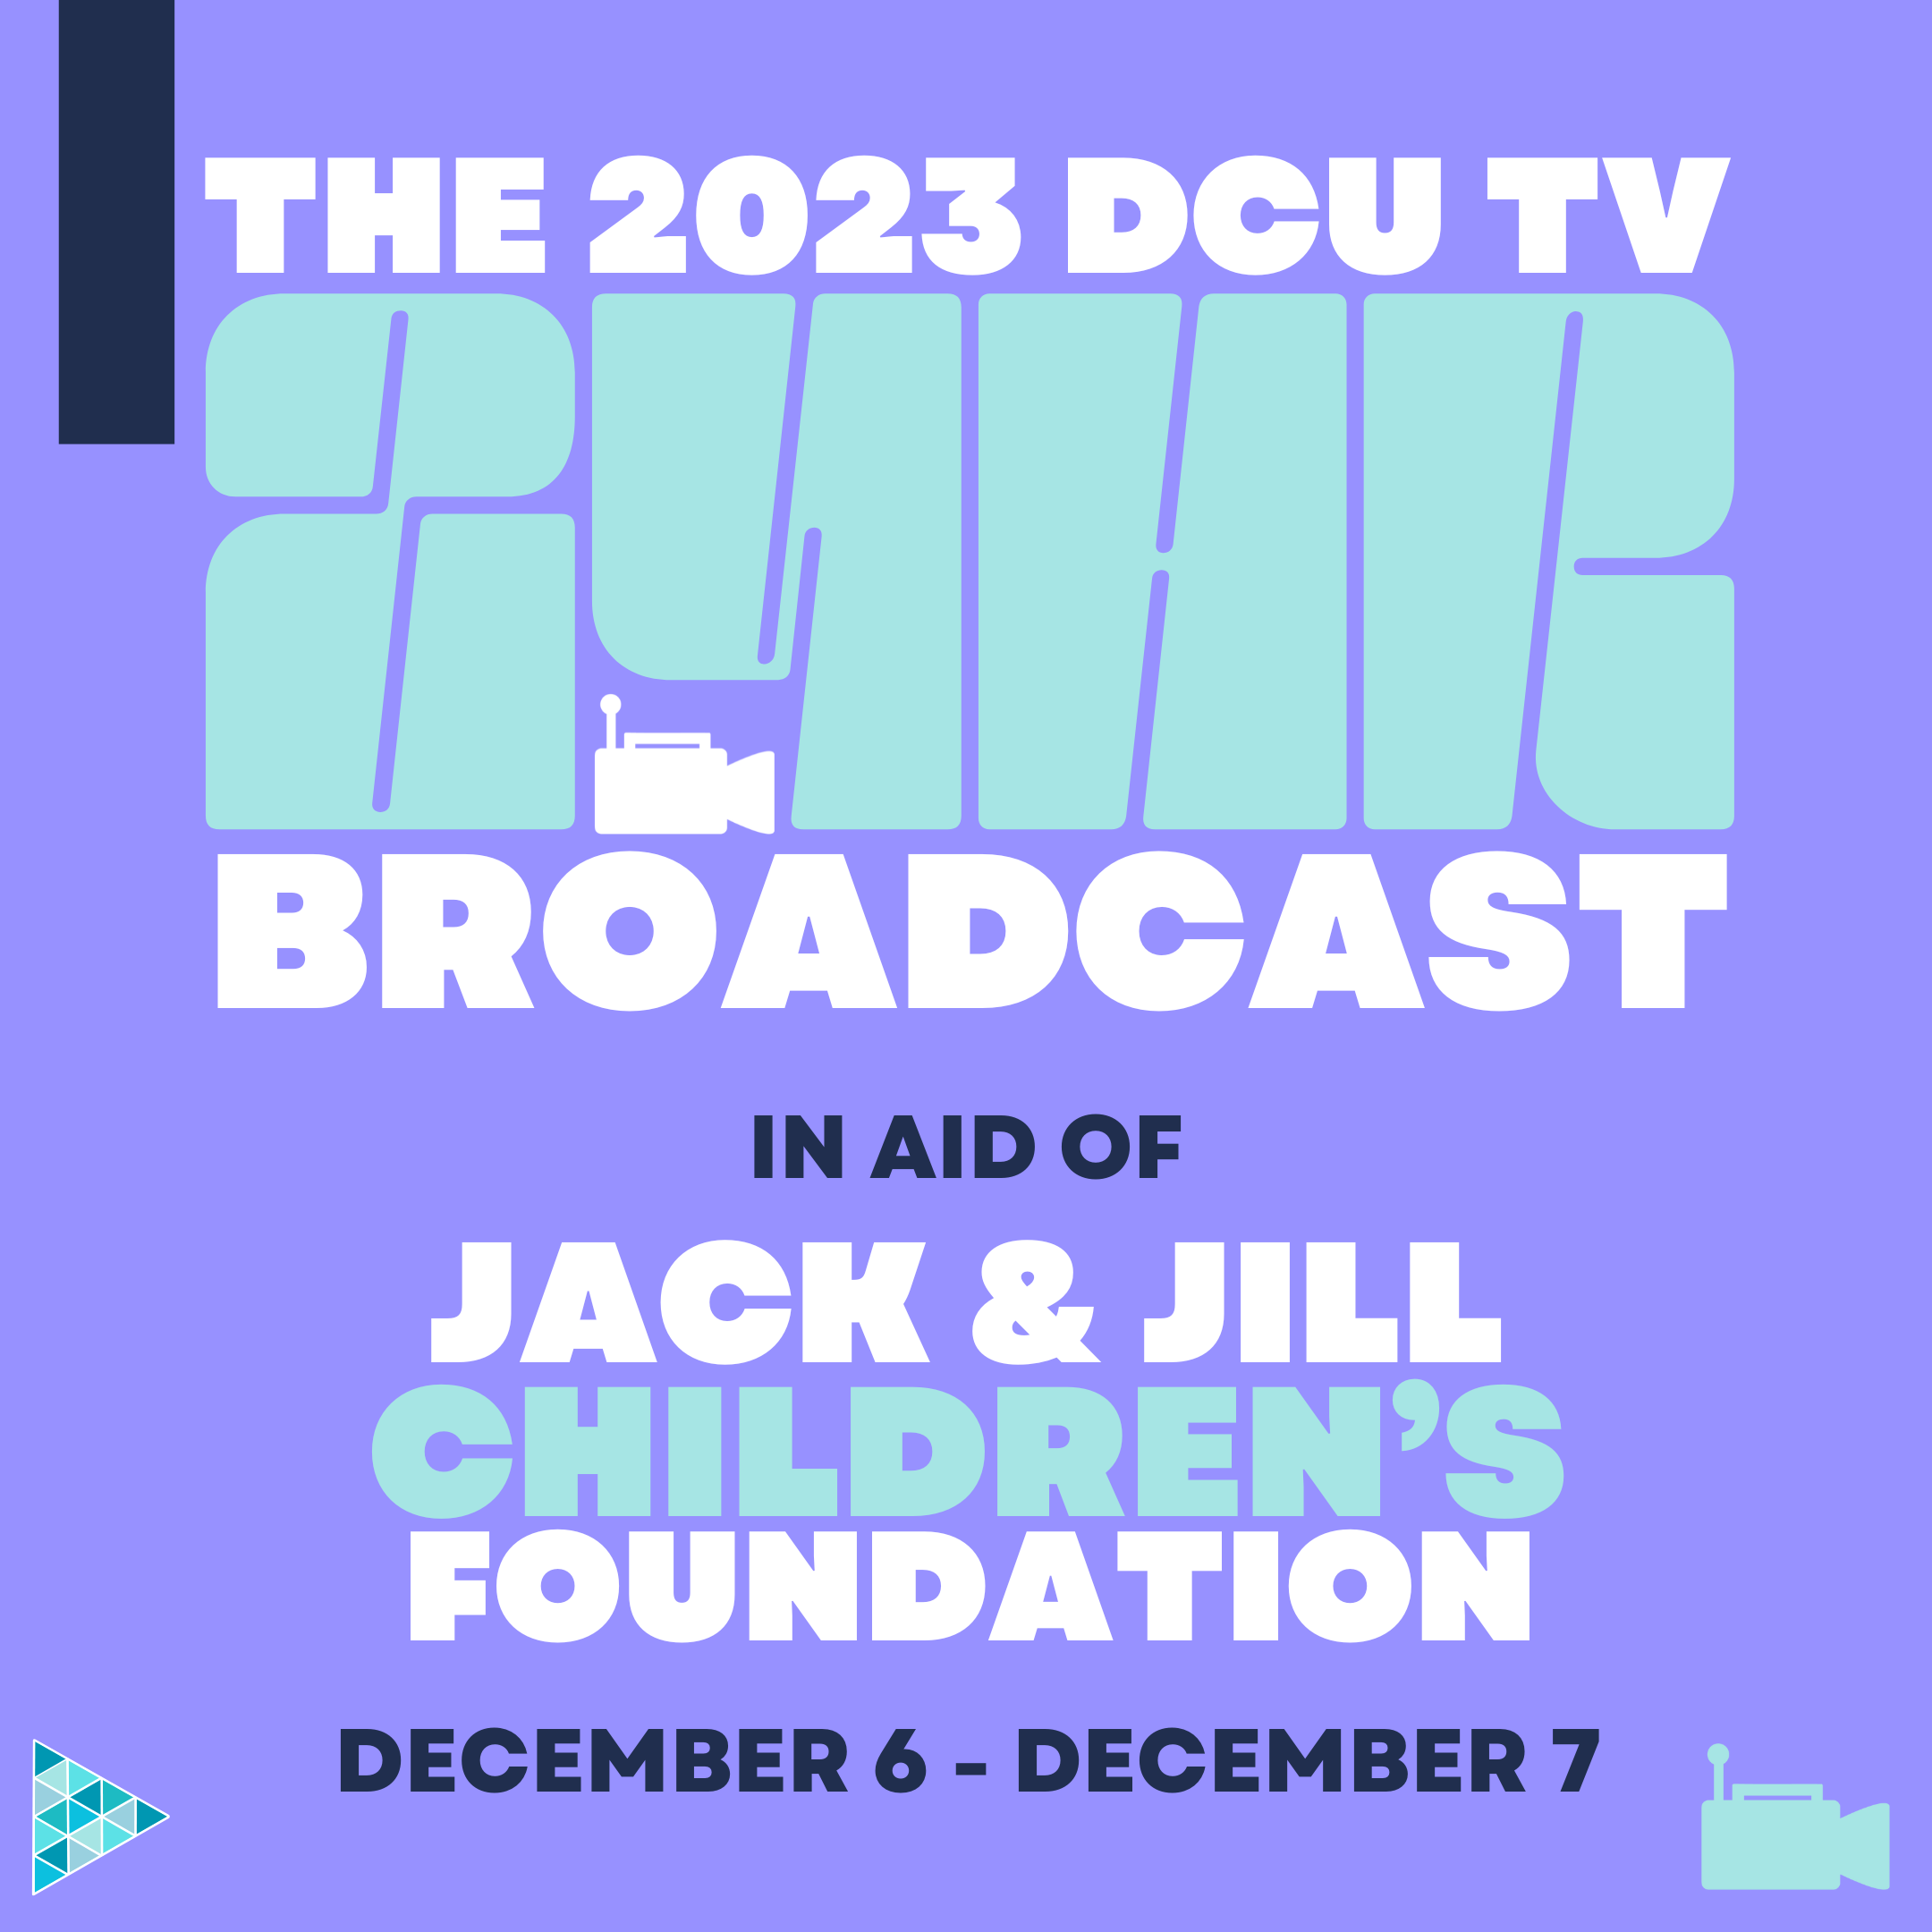 THE 2023 DCU TV
24HR
BROADCAST
IN AID OF
JACK & JILL
CHILDREN'S
FOUNDATION
DECEMBER 6 - DECEMBER 7